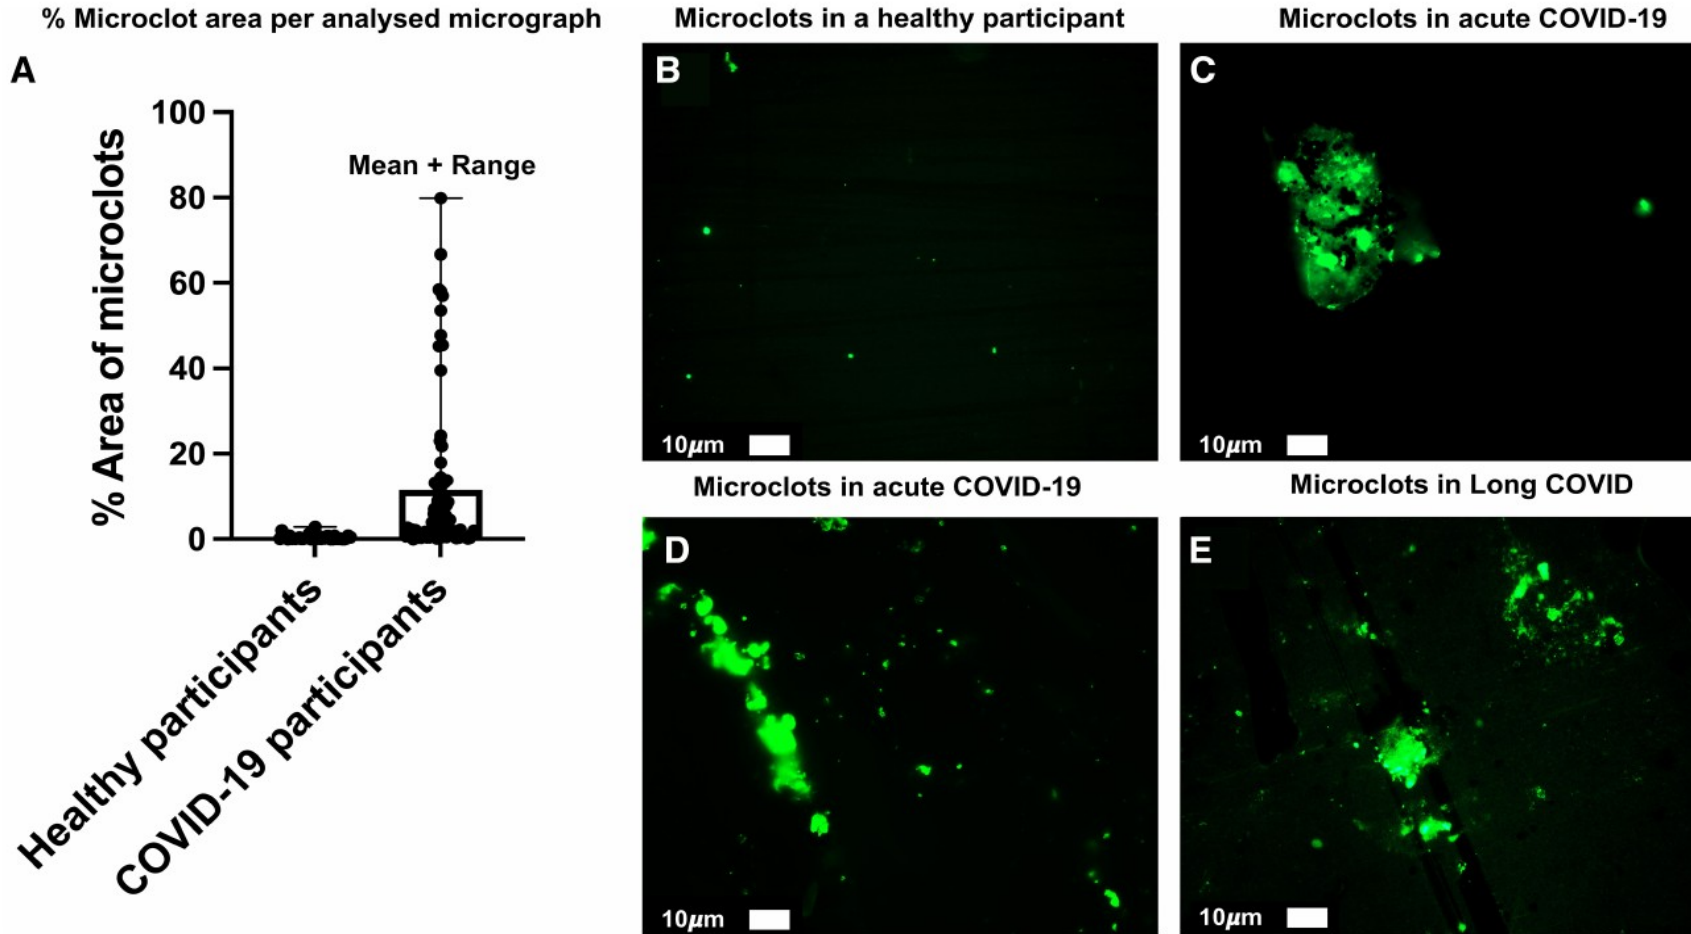 % Microclot area per analysed micrograph
A
% Area of microclots
100
80
60
40
20
0
Mean + Range
Healthy participants
COVID-19 participants
Microclots in a healthy participant
B
10µm
Microclots in acute COVID-19
C
10µm
Microclots in acute COVID-19
D
10µm
Microclots in Long COVID
E
10µm